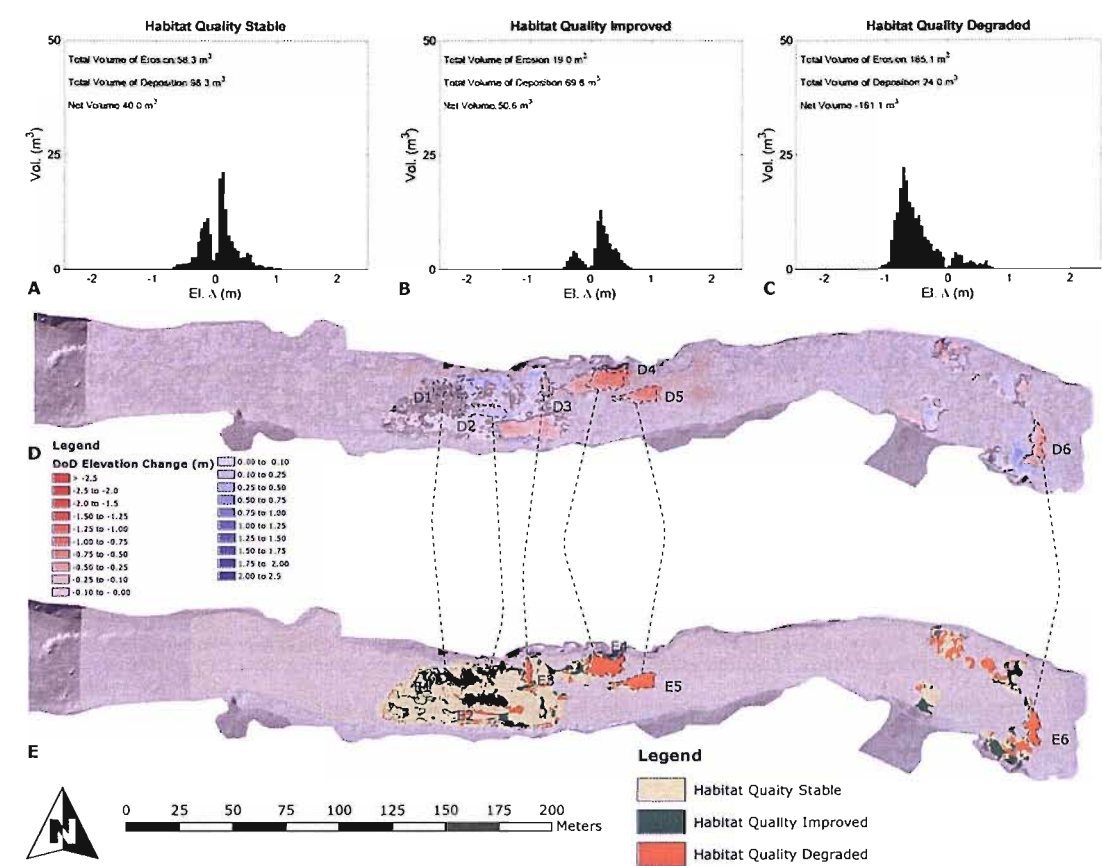 Habitat Quality Stable
50
Total Volume of Erosion 58.3 m³
Total Volume of Deposition 98.3 m³
Net Volume 40.0 m³
Vol. (m³)
25
0
-2 -1 0 1 2
A
El. Δ (m)
Habitat Quality Improved
50
Total Volume of Erosion 19.0 m³
Total Volume of Deposition 69.6 m³
Net Volume 50.6 m³
Vol. (m³)
25
0
-2 -1 0 1 2
B
El. Δ (m)
Habitat Quality Degraded
50
Total Volume of Erosion 185.1 m³
Total Volume of Deposition 24.0 m³
Net Volume -161.1 m³
Vol. (m³)
25
0
-2 -1 0 1 2
C
El. Δ (m)
D1
D2
D3
D4
D5
D6
D
Legend
DoD Elevation Change (m)
> -2.5
-2.5 to -2.0
-2.0 to -1.5
-1.50 to -1.25
-1.25 to -1.00
-1.00 to -0.75
-0.75 to -0.50
-0.50 to -0.25
-0.25 to -0.10
-0.10 to -0.00
0.00 to 0.10
0.10 to 0.25
0.25 to 0.50
0.50 to 0.75
0.75 to 1.00
1.00 to 1.25
1.25 to 1.50
1.50 to 1.75
1.75 to 2.00
2.00 to 2.5
E1
E2
E3
E4
E5
E6
E
N
0 25 50 75 100 125 150 175 200
Meters
Legend
Habitat Quaity Stable
Habitat Quality Improved
Habitat Quality Degraded